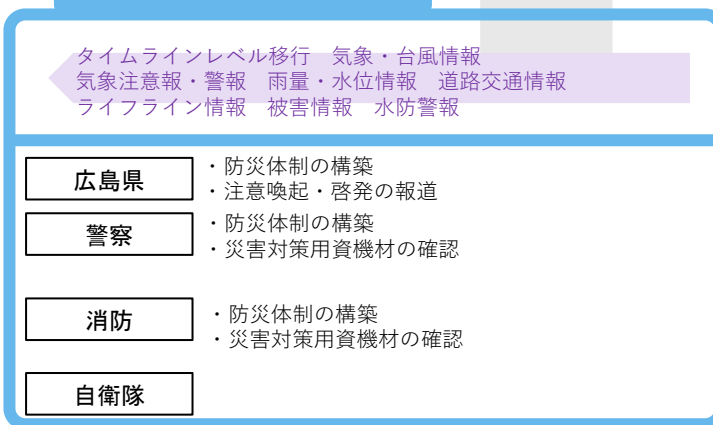 タイムラインレベル移行　気象・台風情報
気象注意報・警報　雨量・水位情報　道路交通情報
ライフライン情報　被害情報　水防警報
広島県
・防災体制の構築
・注意喚起・啓発の報道
警察
・防災体制の構築
・災害対策用資機材の確認
消防
・防災体制の構築
・災害対策用資機材の確認
自衛隊